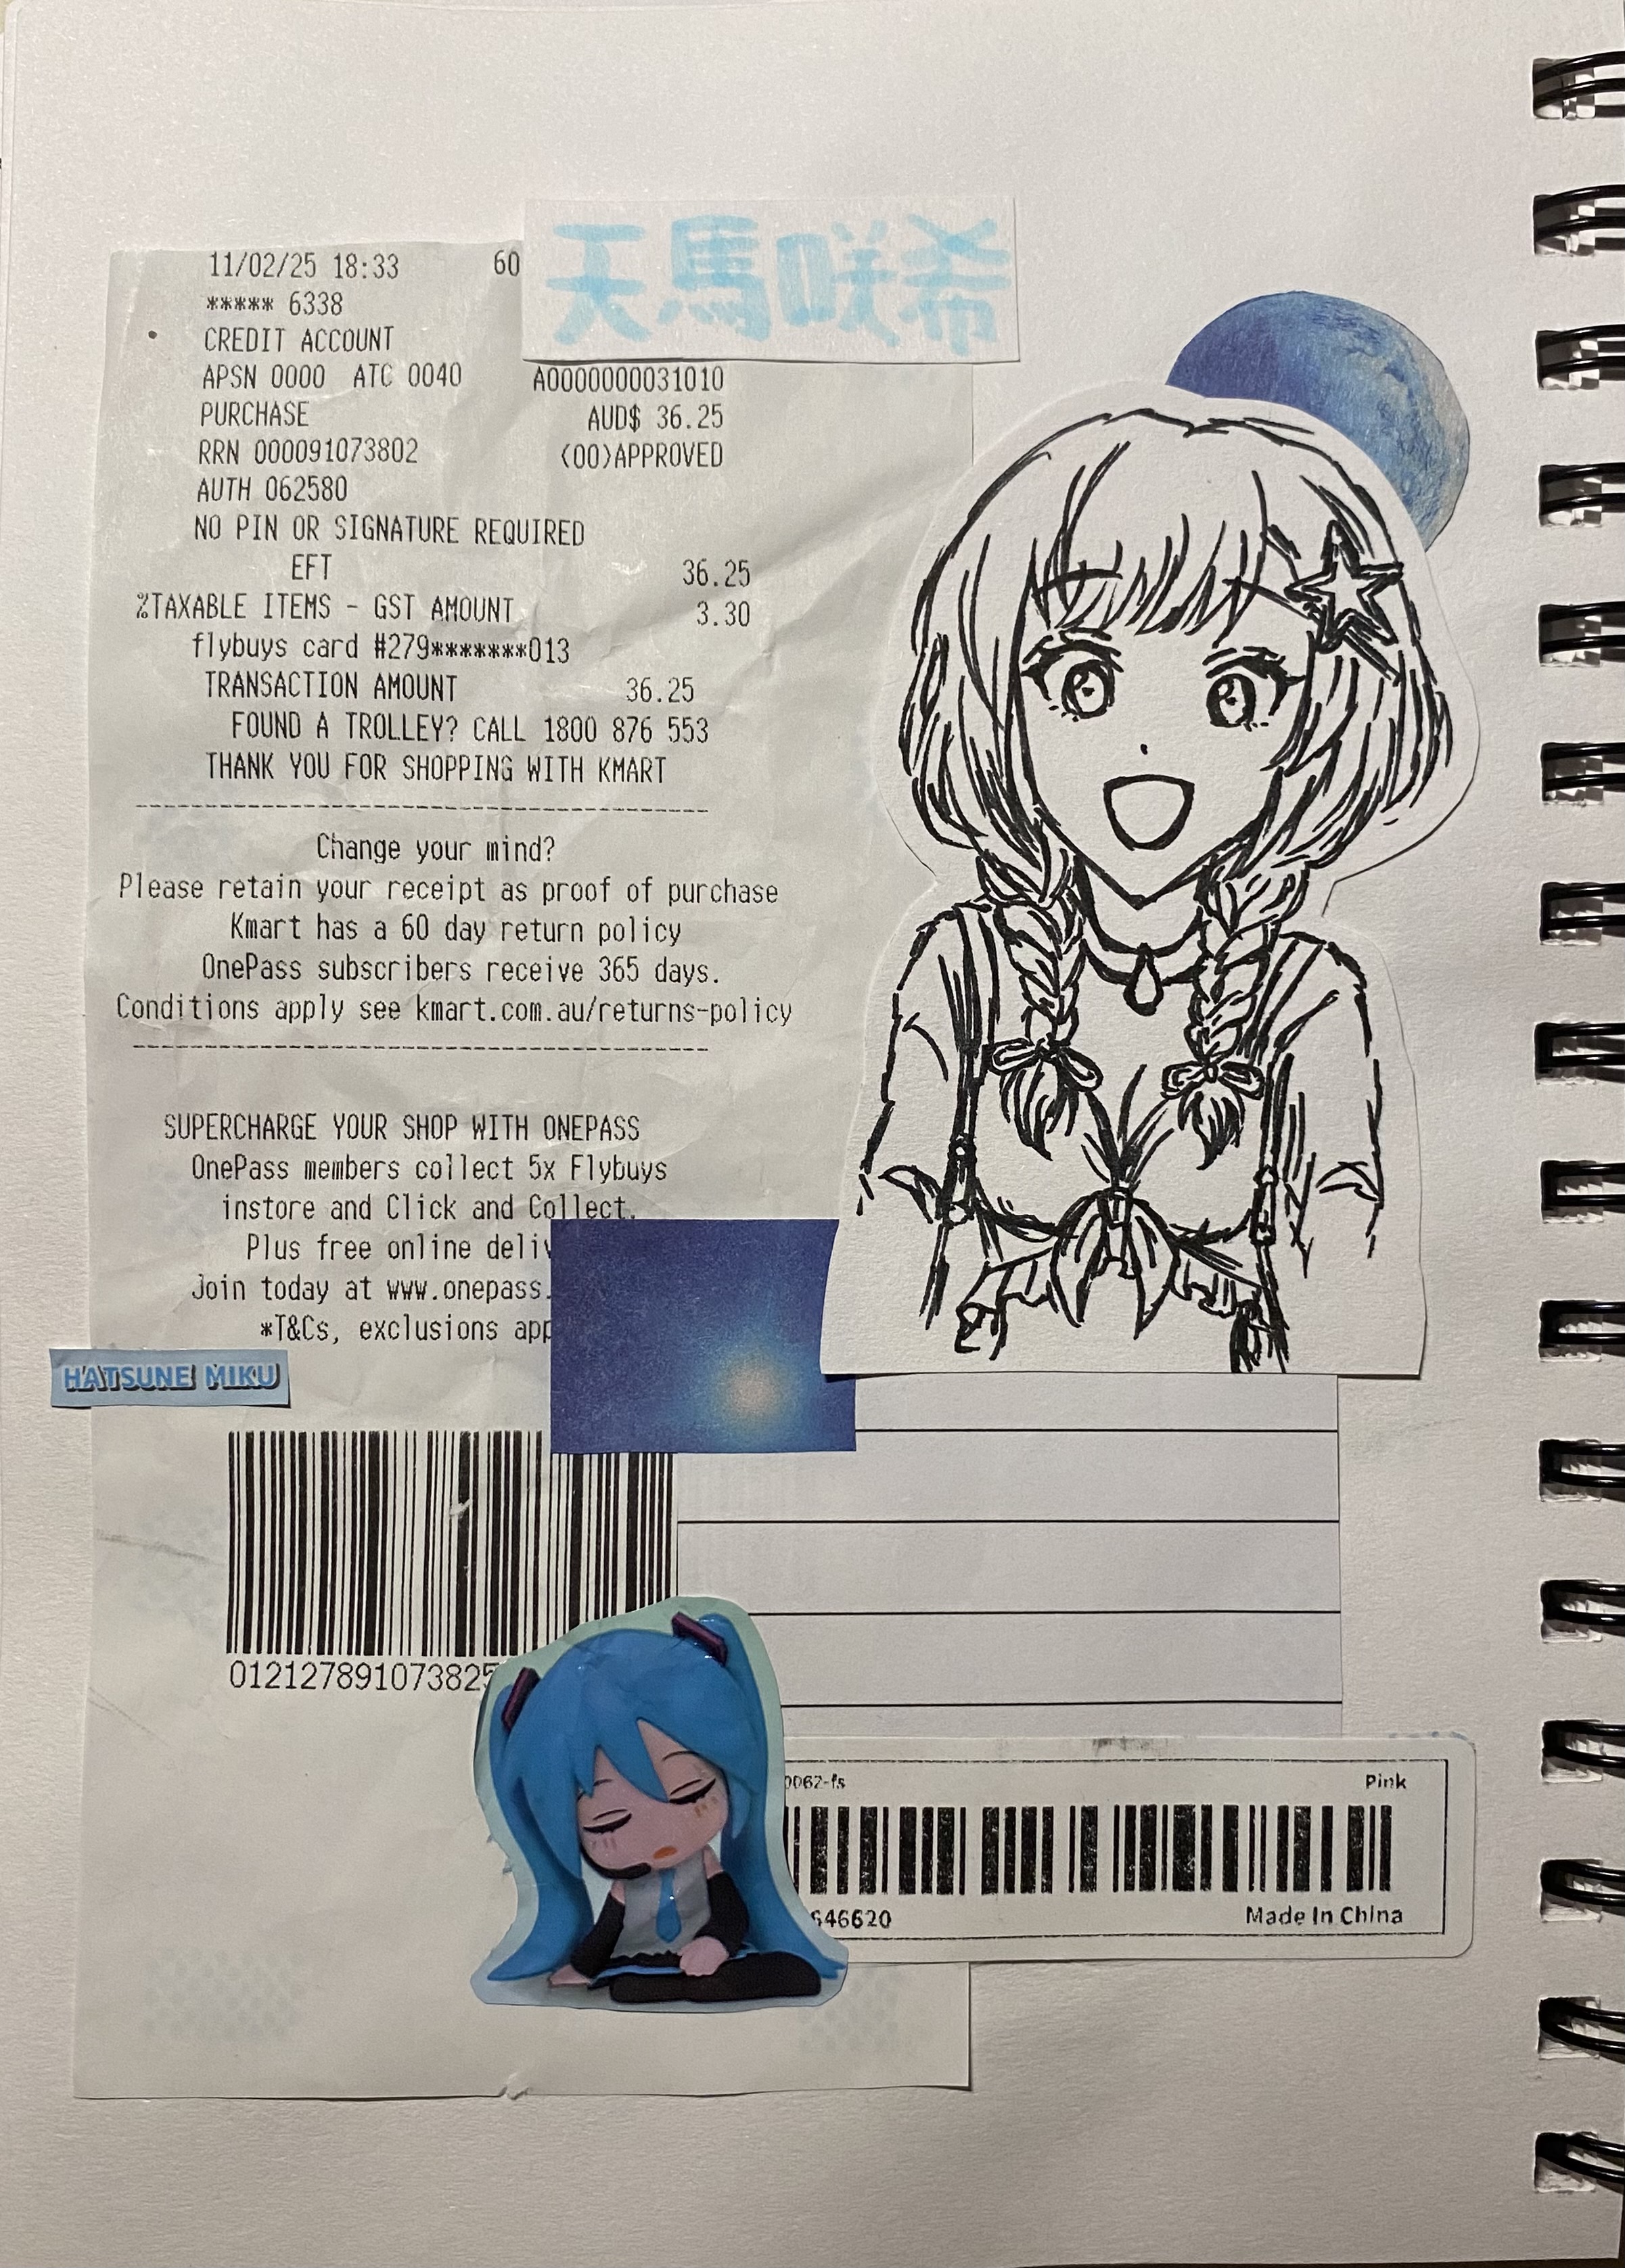 天馬咲希
11/02/25 18:33 60
***** 6338
CREDIT ACCOUNT
APSN 0000 ATC 0040 A0000000031010
PURCHASE AUD$ 36.25
RRN 000091073802 (00)APPROVED
AUTH 062580
NO PIN OR SIGNATURE REQUIRED
EFT 36.25
%TAXABLE ITEMS - GST AMOUNT 3.30
flybuys card #279*******013
TRANSACTION AMOUNT 36.25
FOUND A TROLLEY? CALL 1800 876 553
THANK YOU FOR SHOPPING WITH KMART
Change your mind?
Please retain your receipt as proof of purchase
Kmart has a 60 day return policy
OnePass subscribers receive 365 days.
Conditions apply see kmart.com.au/returns-policy
SUPERCHARGE YOUR SHOP WITH ONEPASS
OnePass members collect 5x Flybuys
instore and Click and Collect.
Plus free online deliv
Join today at www.onepass.
*T&Cs, exclusions app
HATSUNE MIKU
01212789107382
0062-fs Pink
646620 Made In China